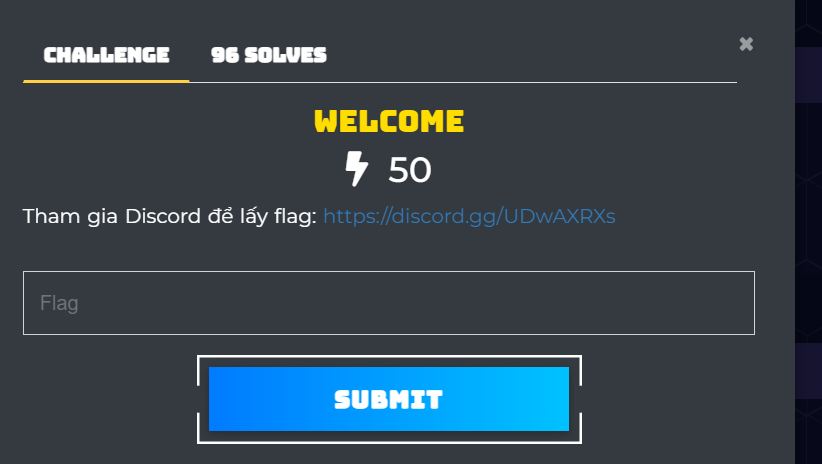 CHALLENGE 96 SOLVES
WELCOME
50
Tham gia Discord để lấy flag: https://discord.gg/UDwAXRXs
Flag
SUBMIT